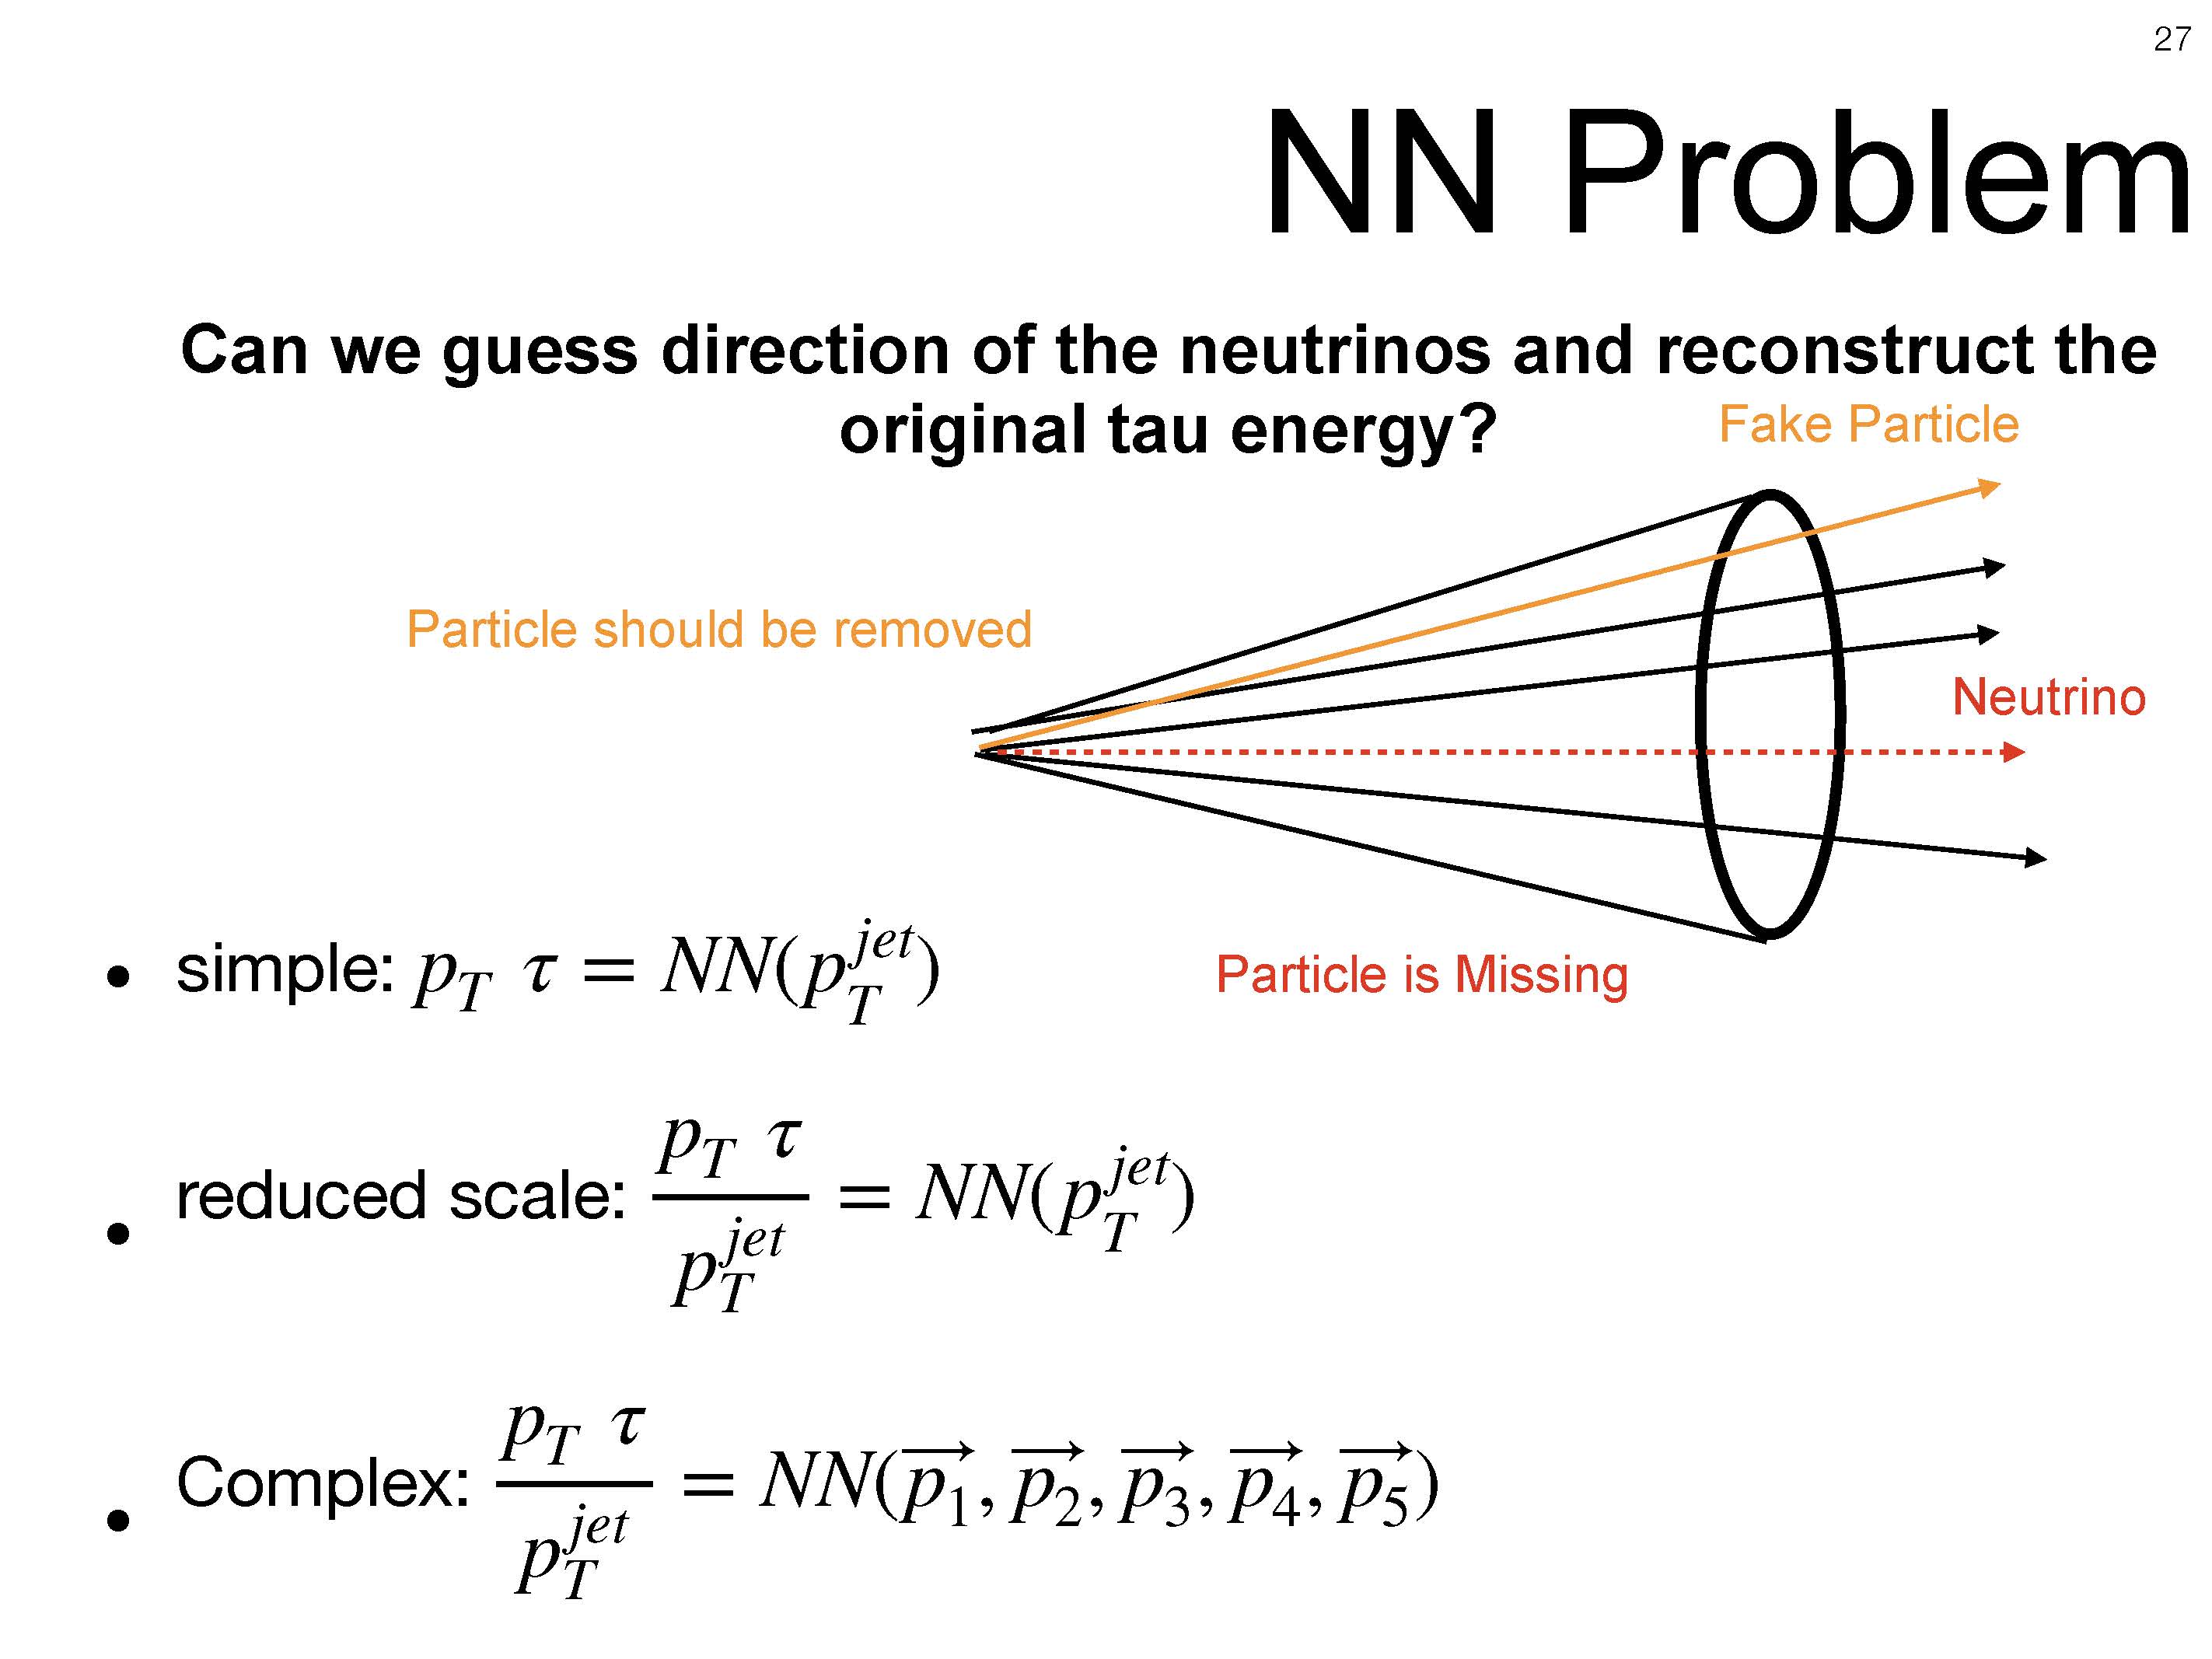 27
NN Problem
Can we guess direction of the neutrinos and reconstruct the
original tau energy?
Fake Particle
Particle should be removed
Neutrino
Particle is Missing
• simple: $p_T\ \tau = NN(p_T^{jet})$
• reduced scale: $\frac{p_T\ \tau}{p_T^{jet}} = NN(p_T^{jet})$
• Complex: $\frac{p_T\ \tau}{p_T^{jet}} = NN(\overrightarrow{p_1}, \overrightarrow{p_2}, \overrightarrow{p_3}, \overrightarrow{p_4}, \overrightarrow{p_5})$